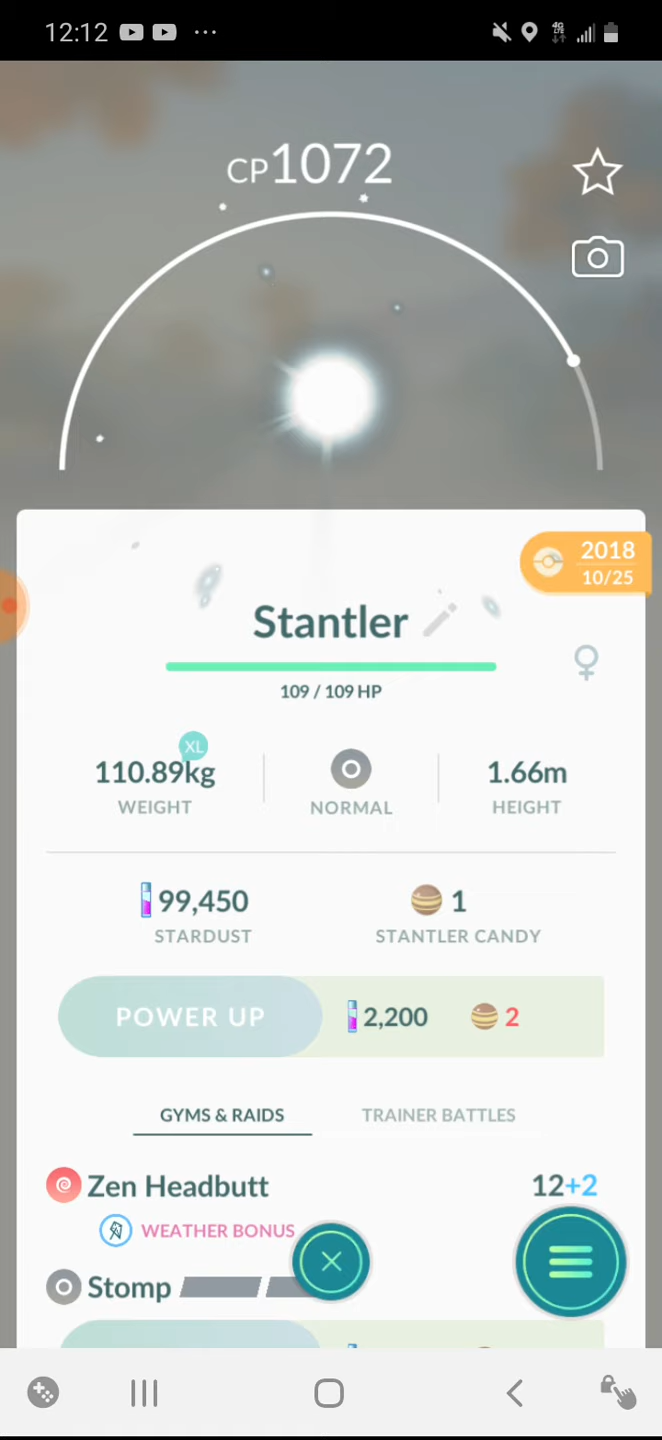 12:12
4G
CP1072
2018
10/25
Stantler
109 / 109 HP
XL
110.89kg
1.66m
WEIGHT
NORMAL
HEIGHT
99,450
1
STARDUST
STANTLER CANDY
POWER UP
2,200
2
GYMS & RAIDS
TRAINER BATTLES
Zen Headbutt
12+2
WEATHER BONUS
Stomp